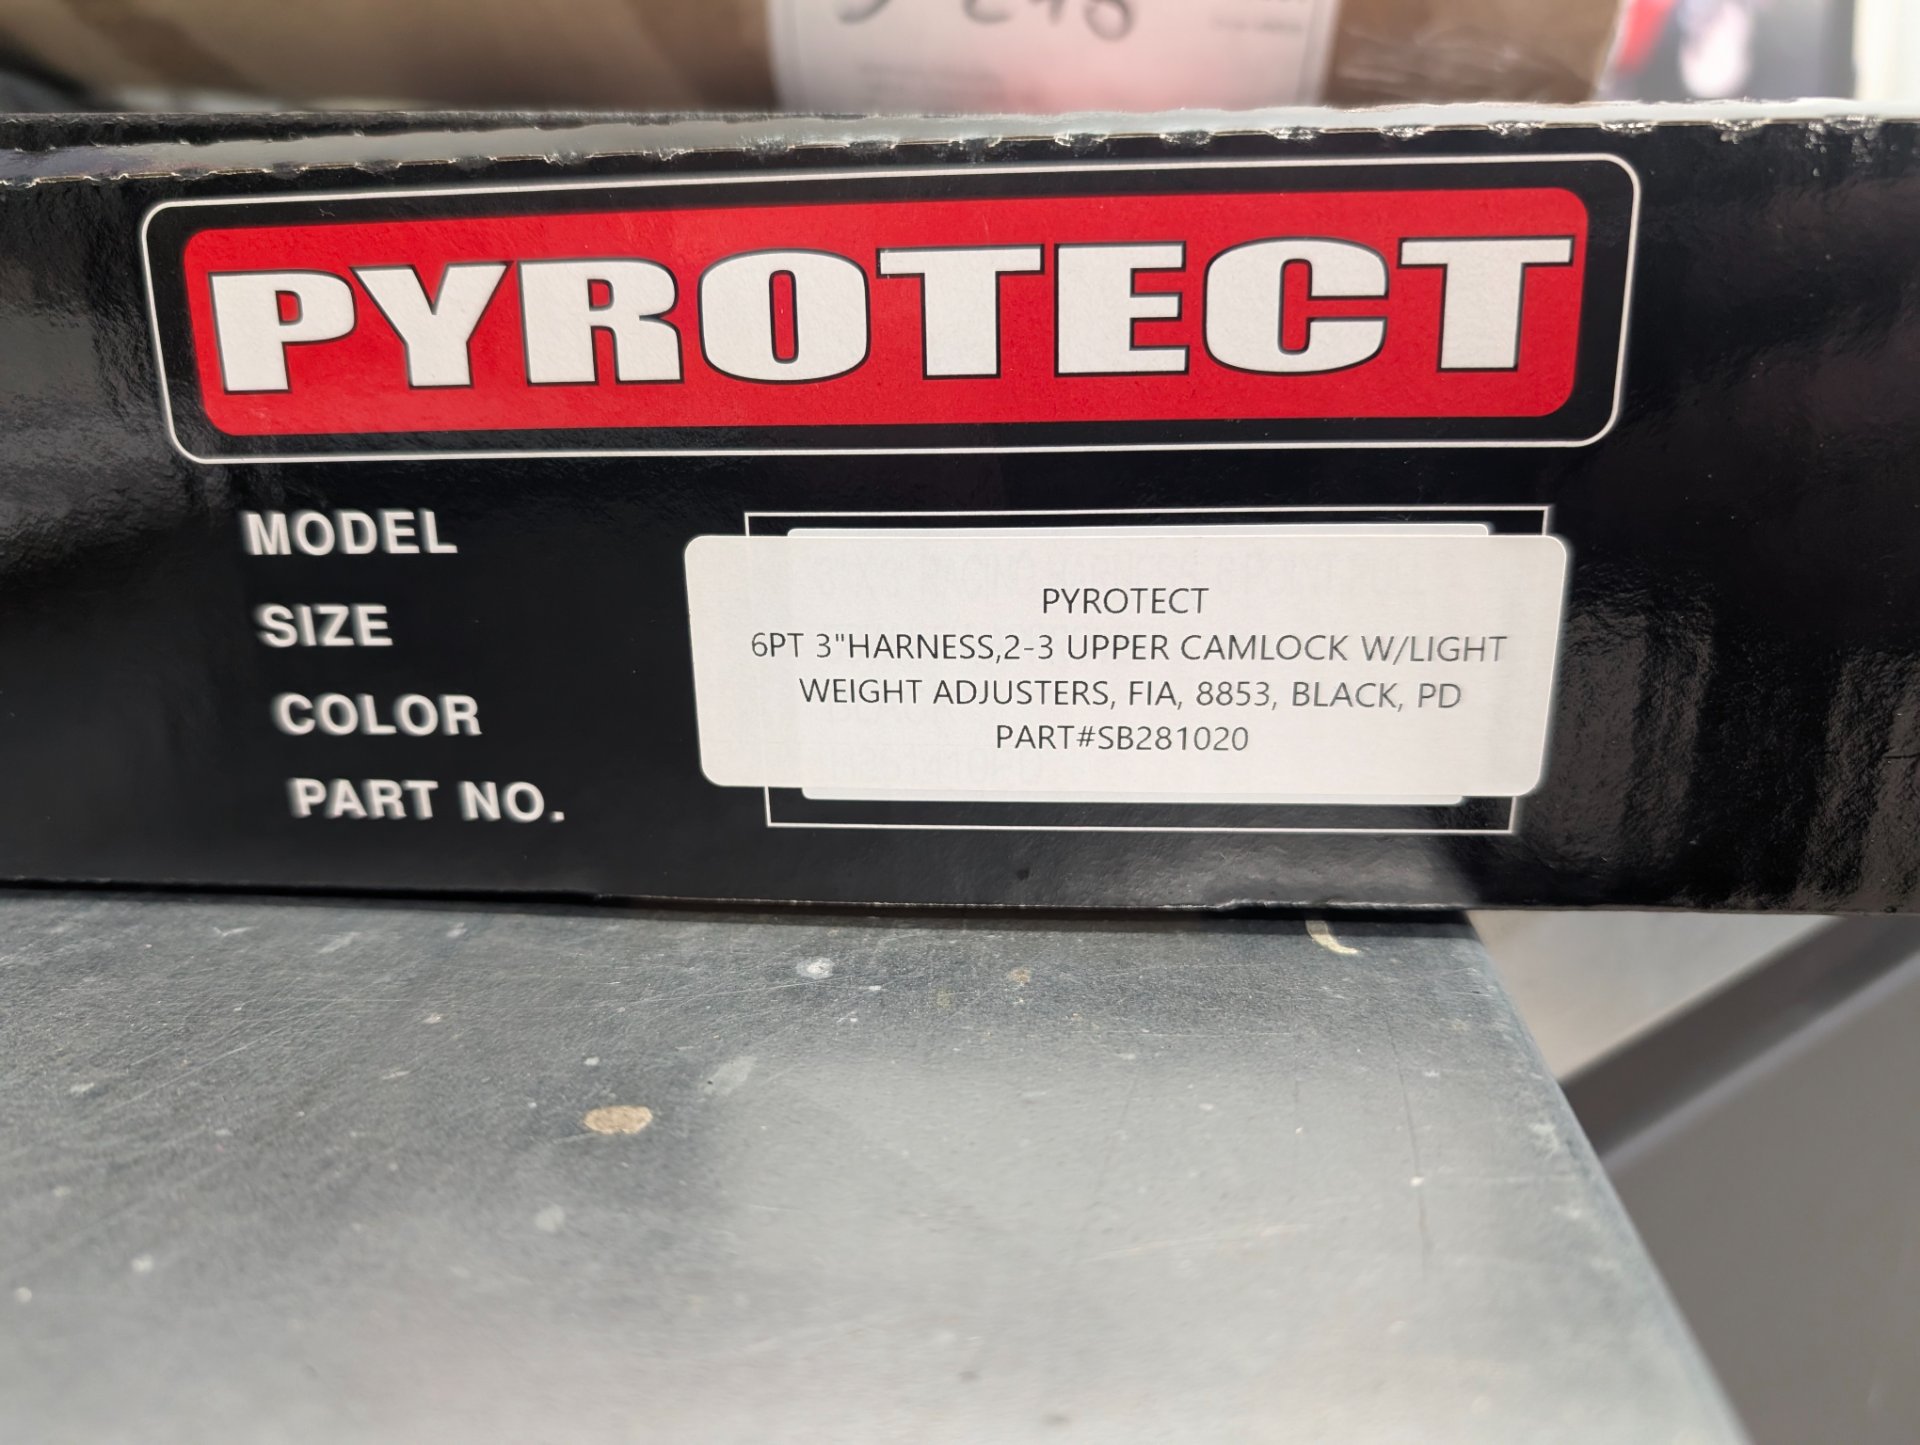 PYROTECT
MODEL
SIZE
COLOR
PART NO.
PYROTECT
6PT 3"HARNESS,2-3 UPPER CAMLOCK W/LIGHT
WEIGHT ADJUSTERS, FIA, 8853, BLACK, PD
PART#SB281020